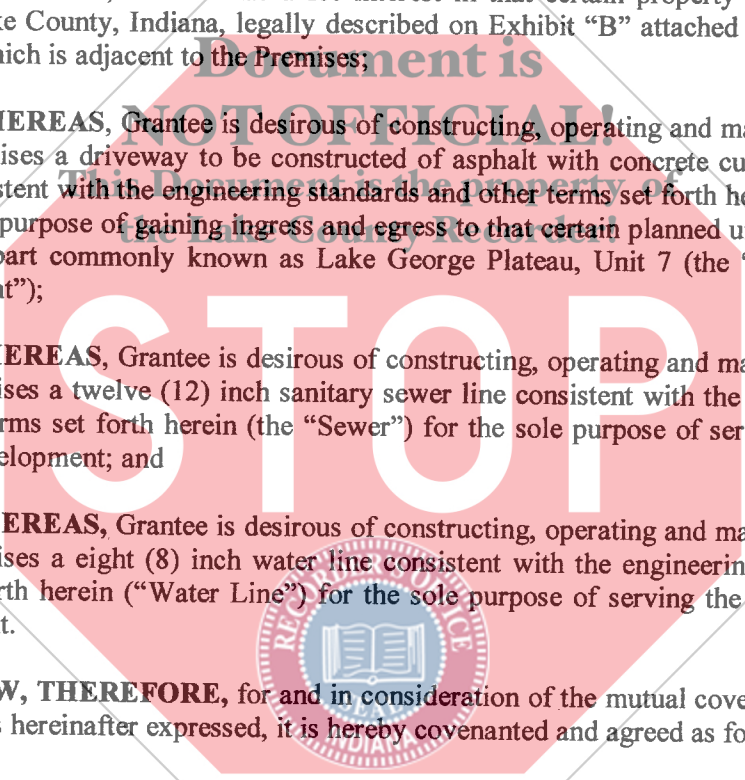 ke County, Indiana, legally described on Exhibit “B” attached
hich is adjacent to the Premises;
Document is
NOT OFFICIAL!
This Document is the property of
the Lake County Recorder!
STOP
HEREAS, Grantee is desirous of constructing, operating and ma
ises a driveway to be constructed of asphalt with concrete cu
stent with the engineering standards and other terms set forth he
purpose of gaining ingress and egress to that certain planned u
part commonly known as Lake George Plateau, Unit 7 (the “
nt”);
HEREAS, Grantee is desirous of constructing, operating and ma
ises a twelve (12) inch sanitary sewer line consistent with the
rms set forth herein (the “Sewer”) for the sole purpose of ser
elopment; and
HEREAS, Grantee is desirous of constructing, operating and ma
ises a eight (8) inch water line consistent with the engineerin
rth herein (“Water Line”) for the sole purpose of serving the
t.
RECORDER'S OFFICE
SEAL
INDIANA
W, THEREFORE, for and in consideration of the mutual cove
s hereinafter expressed, it is hereby covenanted and agreed as fo